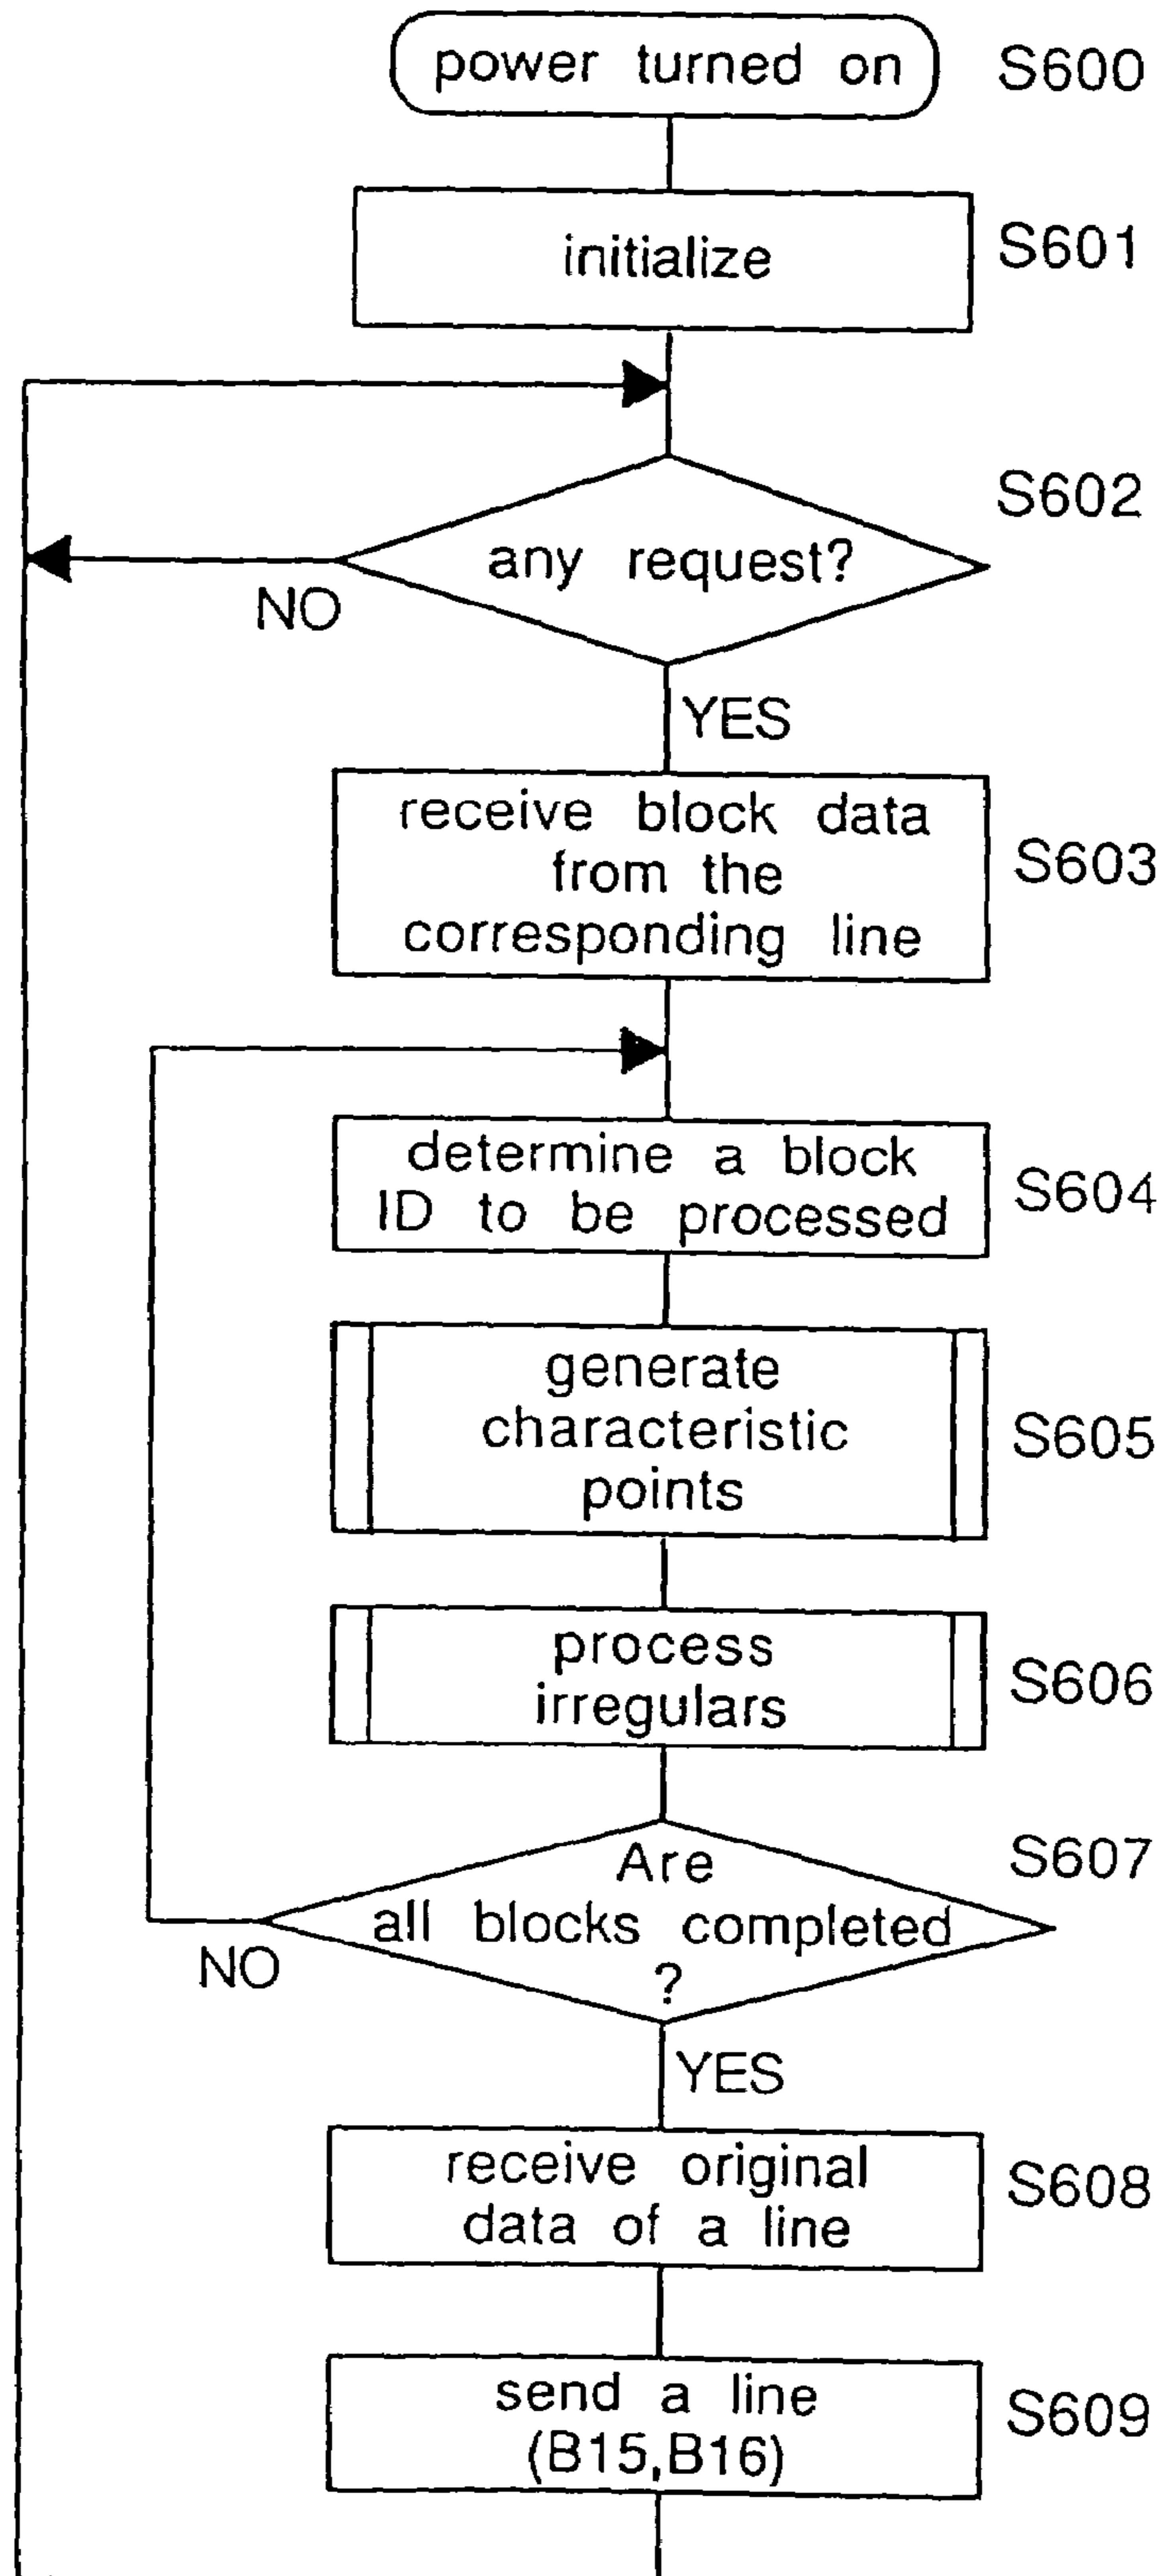 power turned on S600
initialize S601
S602
any request?
NO
YES
receive block data
from the S603
corresponding line
determine a block
ID to be processed S604
generate
characteristic S605
points
process
irregulars S606
Are S607
all blocks completed
NO ?
YES
receive original
data of a line S608
send a line
(B15,B16) S609